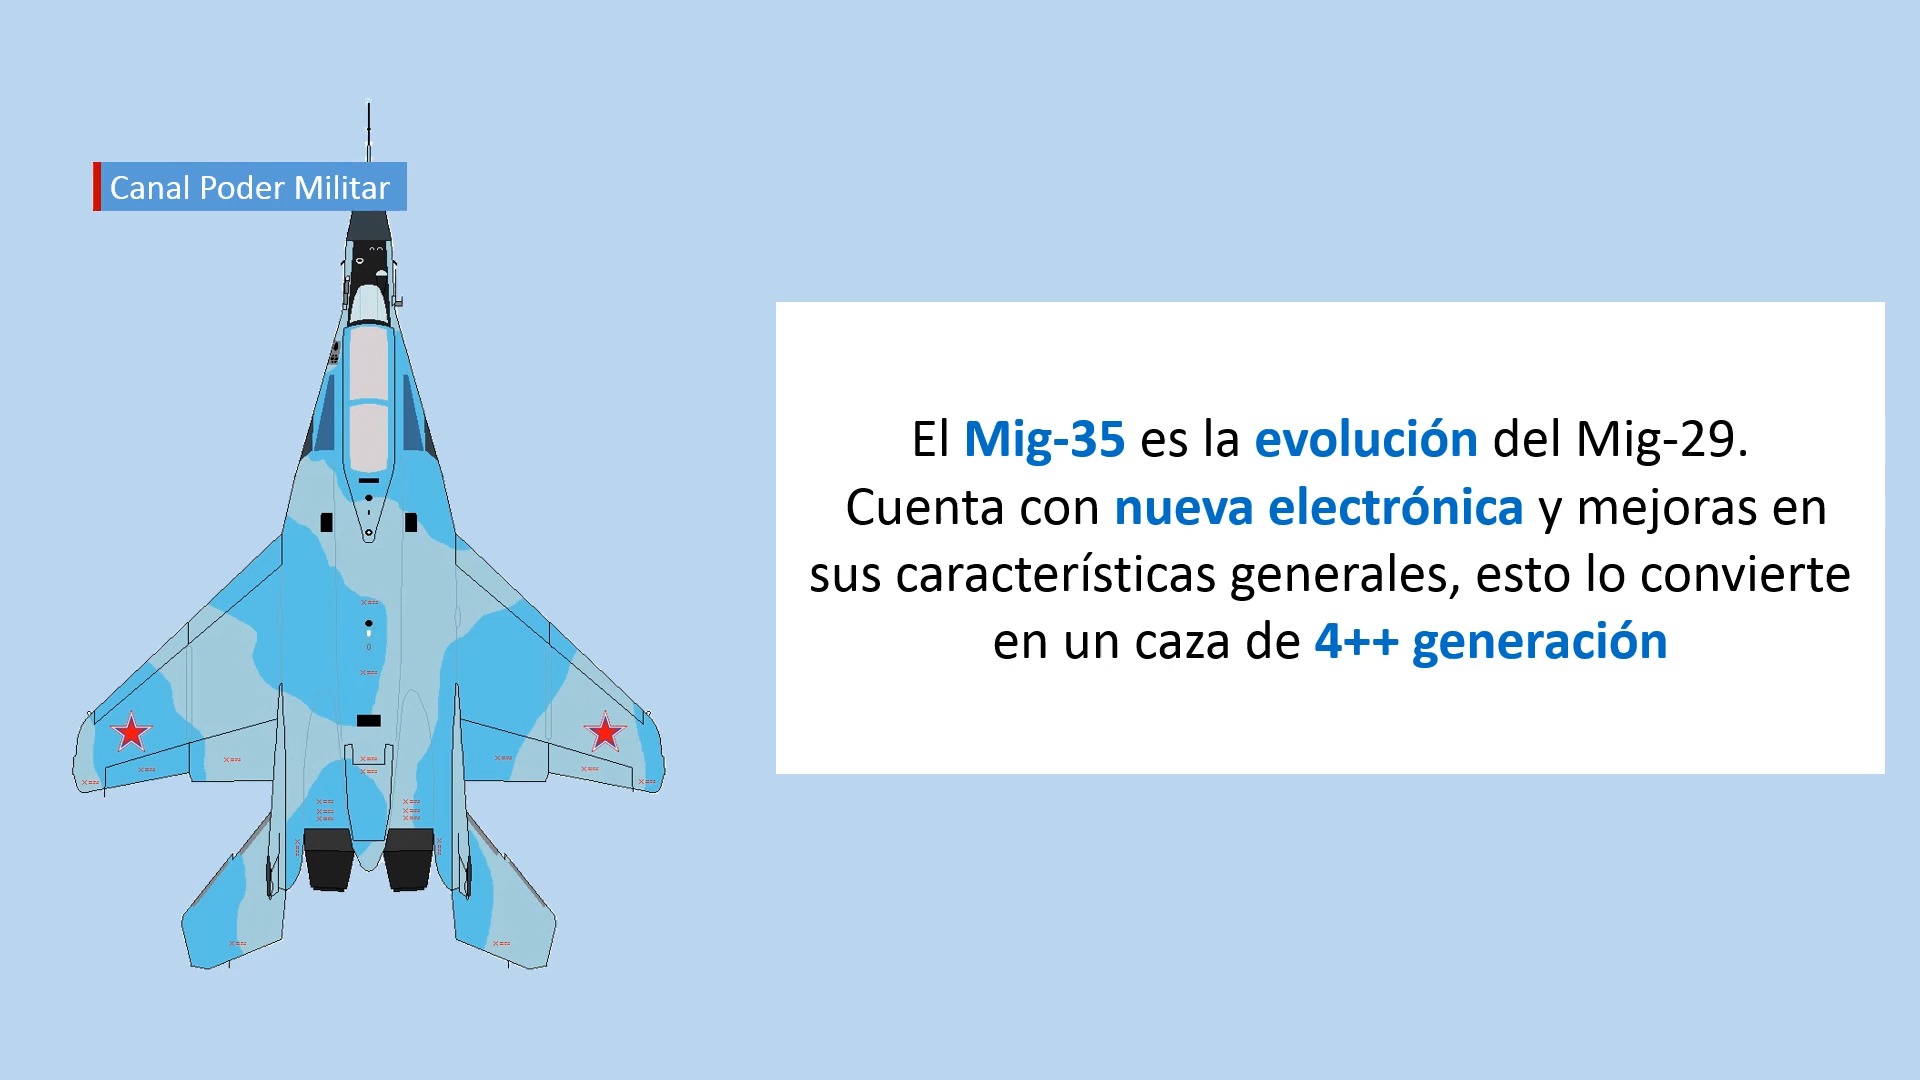 Canal Poder Militar
El Mig-35 es la evolución del Mig-29.
Cuenta con nueva electrónica y mejoras en
sus características generales, esto lo convierte
en un caza de 4++ generación